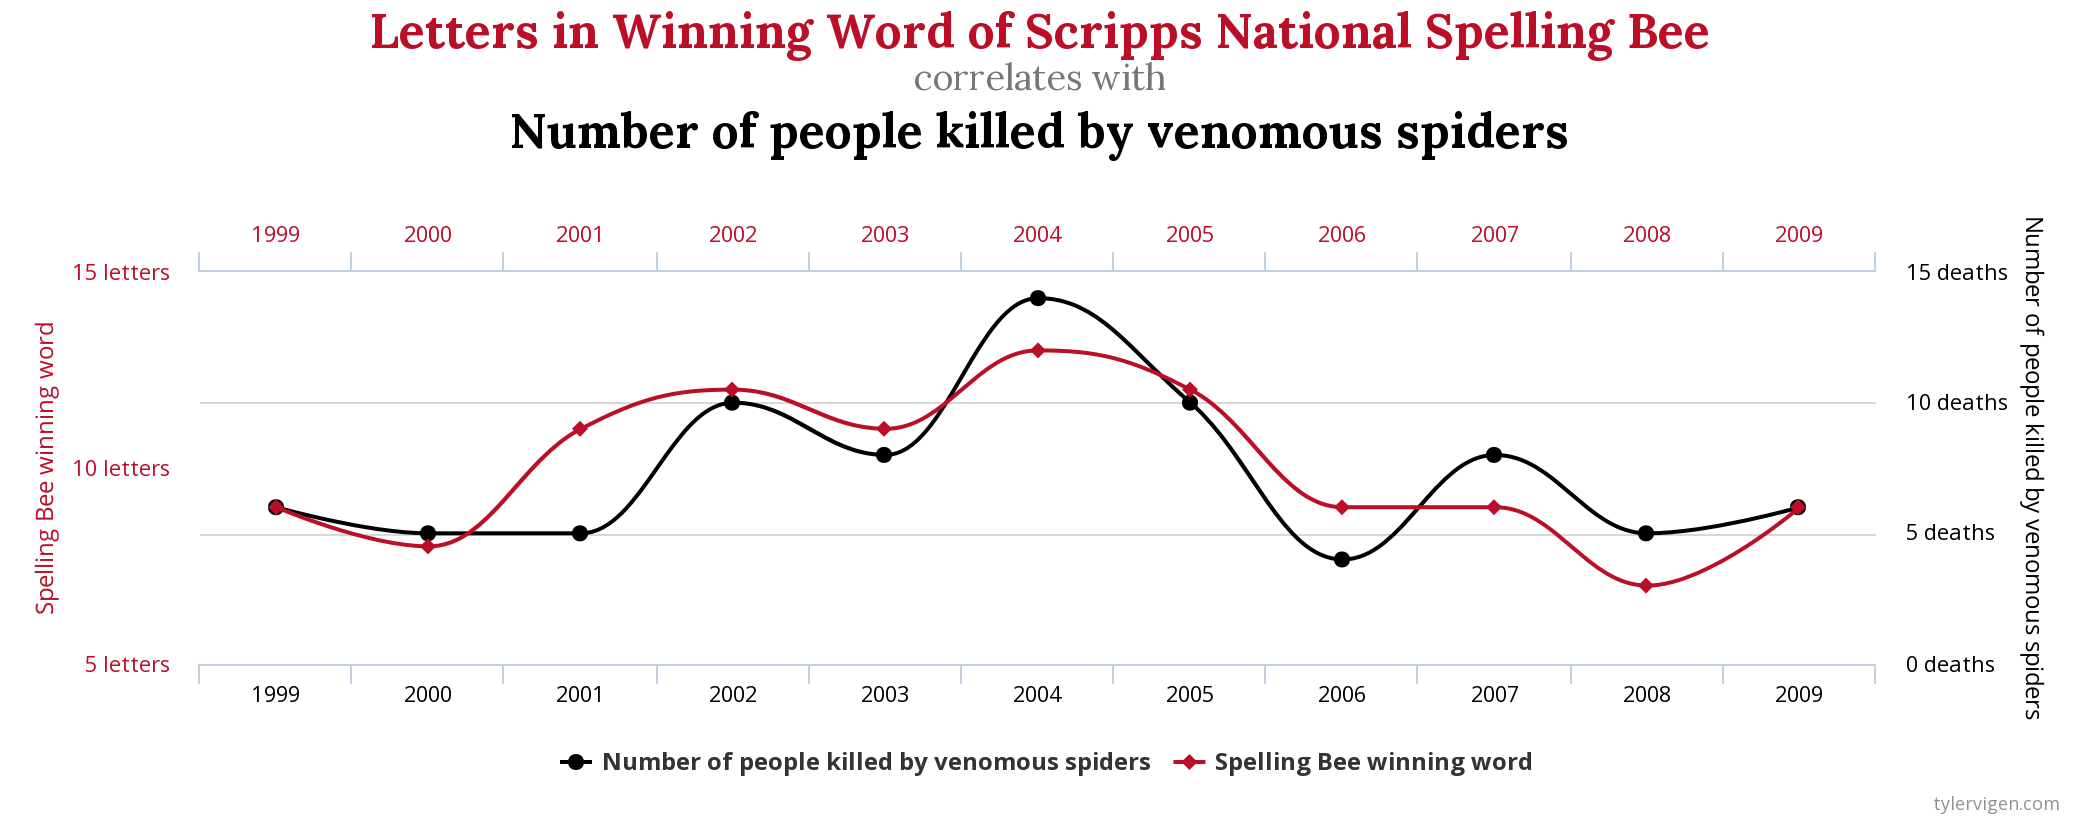 Letters in Winning Word of Scripps National Spelling Bee
correlates with
Number of people killed by venomous spiders
1999 2000 2001 2002 2003 2004 2005 2006 2007 2008 2009
15 letters
10 letters
5 letters
Spelling Bee winning word
15 deaths
10 deaths
5 deaths
0 deaths
Number of people killed by venomous spiders
1999 2000 2001 2002 2003 2004 2005 2006 2007 2008 2009
Number of people killed by venomous spiders Spelling Bee winning word
tylervigen.com